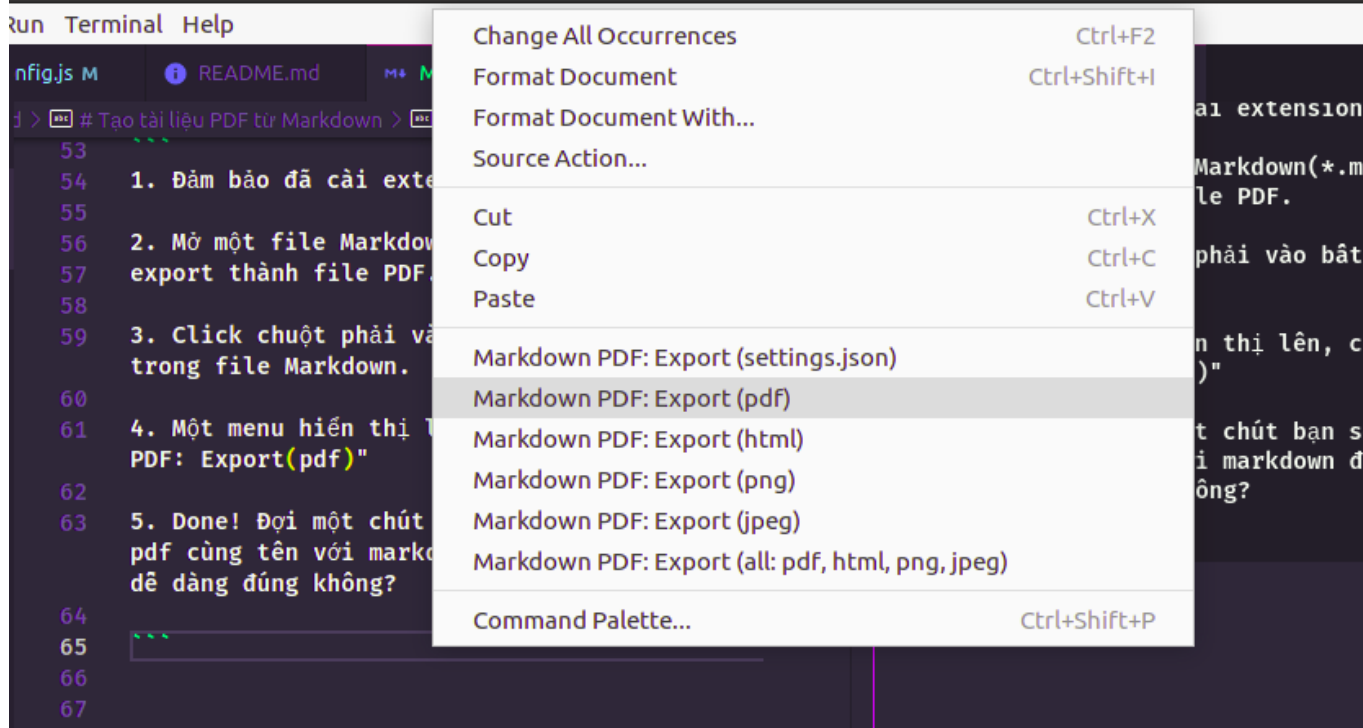 Run Terminal Help
nfig.js M
README.md
M
d > # Tạo tài liệu PDF từ Markdown >
53 ```
54 1. Đảm bảo đã cài exte
55
56 2. Mở một file Markdow
57 export thành file PDF.
58
59 3. Click chuột phải và
trong file Markdown.
60
61 4. Một menu hiển thị l
PDF: Export(pdf)"
62
63 5. Done! Đợi một chút
pdf cùng tên với markd
dễ dàng đúng không?
64
65 ```
66
67
Change All Occurrences Ctrl+F2
Format Document Ctrl+Shift+I
Format Document With...
Source Action...
Cut Ctrl+X
Copy Ctrl+C
Paste Ctrl+V
Markdown PDF: Export (settings.json)
Markdown PDF: Export (pdf)
Markdown PDF: Export (html)
Markdown PDF: Export (png)
Markdown PDF: Export (jpeg)
Markdown PDF: Export (all: pdf, html, png, jpeg)
Command Palette... Ctrl+Shift+P
extension
Markdown(*.m
le PDF.
phải vào bất
n thị lên, c
)"
t chút bạn s
i markdown đ
ông?